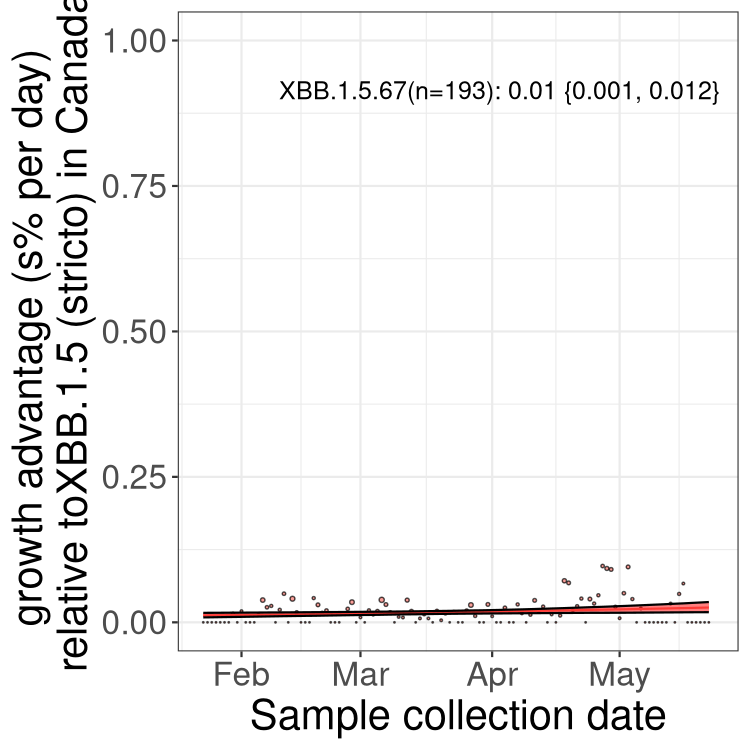 growth advantage (s% per day)
relative toXBB.1.5 (stricto) in Canada
1.00
0.75
0.50
0.25
0.00
XBB.1.5.67(n=193): 0.01 {0.001, 0.012}
Feb Mar Apr May
Sample collection date